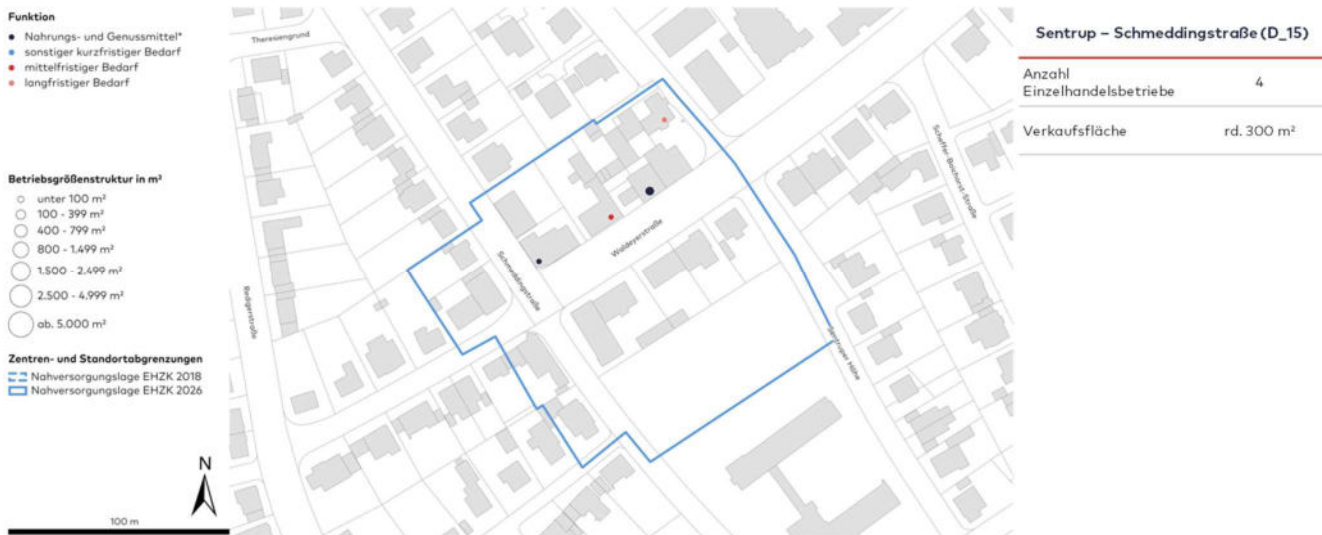 Funktion
Nahrungs- und Genussmittel*
sonstiger kurzfristiger Bedarf
mittelfristiger Bedarf
langfristiger Bedarf
Betriebsgrößenstruktur in m²
unter 100 m²
100 - 399 m²
400 - 799 m²
800 - 1.499 m²
1.500 - 2.499 m²
2.500 - 4.999 m²
ab. 5.000 m²
Zentren- und Standortabgrenzungen
Nahversorgungslage EHZK 2018
Nahversorgungslage EHZK 2026
N
100 m
Theresiengrund
Redigerstraße
Schmeddingstraße
Waldeyerstraße
Sentruper Höhe
Scheffer-Boichorst-Straße
Sentrup – Schmeddingstraße (D_15)
Anzahl
Einzelhandelsbetriebe 4
Verkaufsfläche rd. 300 m²